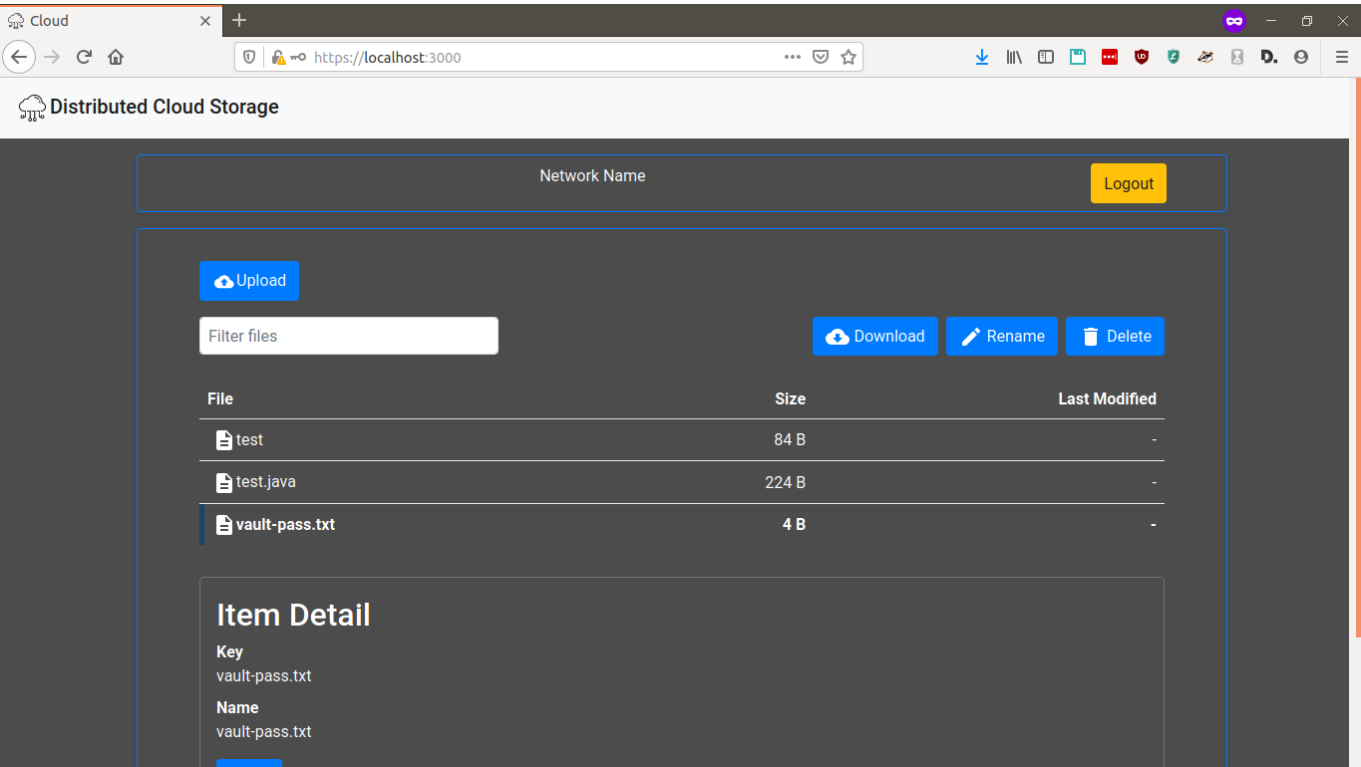 Cloud
https://localhost:3000
Distributed Cloud Storage
Network Name
Logout
Upload
Filter files
Download Rename Delete
File Size Last Modified
test 84 B -
test.java 224 B -
vault-pass.txt 4 B -
Item Detail
Key
vault-pass.txt
Name
vault-pass.txt